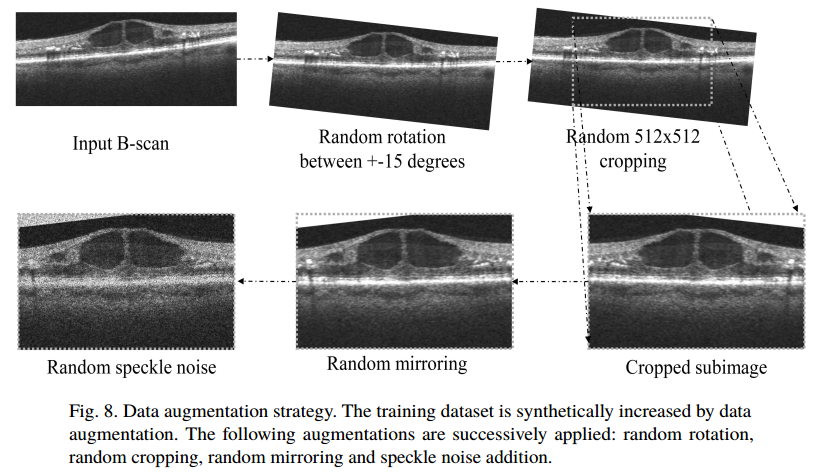 Input B-scan
Random rotation
between +-15 degrees
Random 512x512
cropping
Random speckle noise
Random mirroring
Cropped subimage
Fig. 8. Data augmentation strategy. The training dataset is synthetically increased by data
augmentation. The following augmentations are successively applied: random rotation,
random cropping, random mirroring and speckle noise addition.